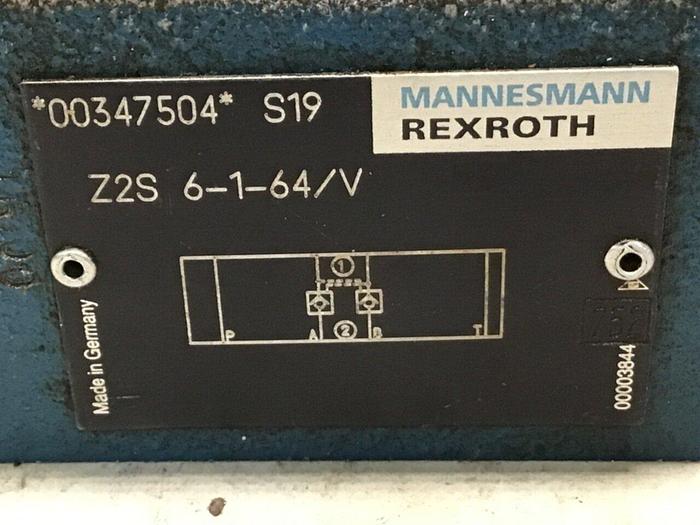 *00347504* S19
MANNESMANN
REXROTH
Z2S 6-1-64/V
1
P A 2 B T
Made in Germany
00003844